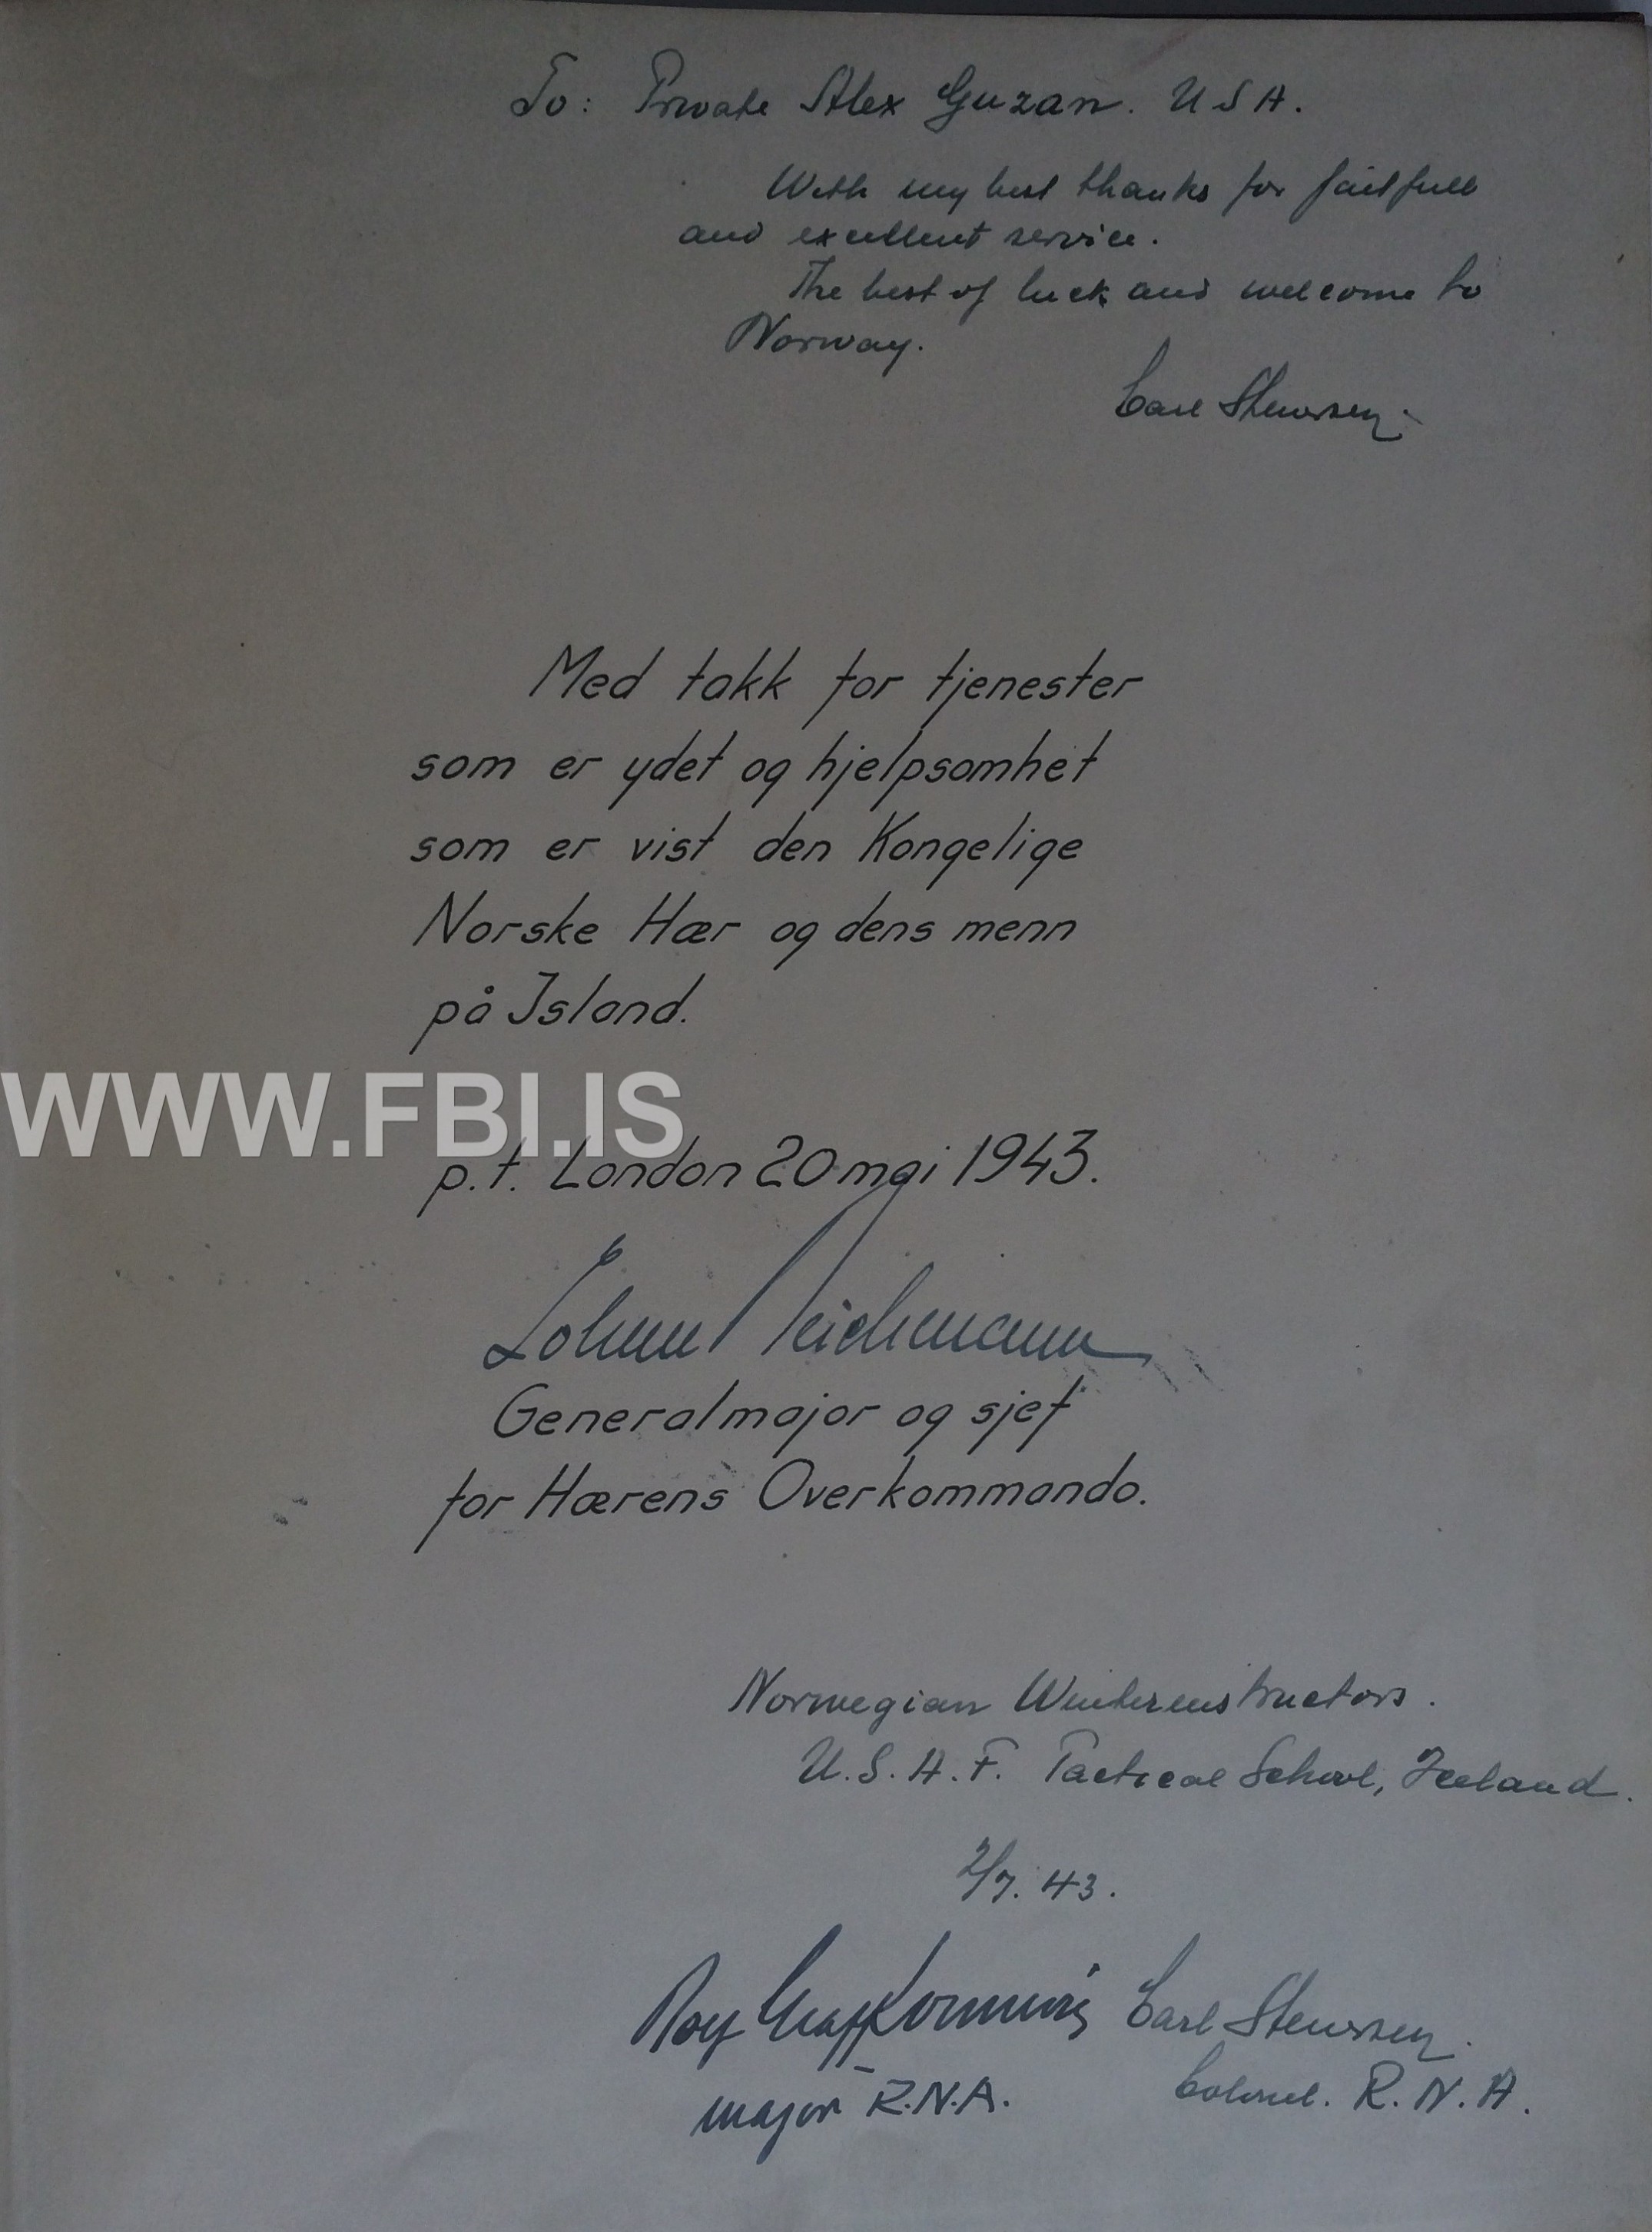 To: Private Alex Guzan. U S A.
With my best thanks for faitfull
and excellent service.
The best of luck and welcome to
Norway.
Carl Stenersen.
Med takk for tjenester
som er ydet og hjelpsomhet
som er vist den Kongelige
Norske Hær og dens menn
på Island.
WWW.FBI.IS
p.t. London 20 mai 1943.
Generalmajor og sjef
for Hærens Overkommando.
Norwegian Winterinstructors.
U.S.A.F. Tactical School, Iceland.
2/7. 43.
Roy Carl Stenersen.
major R.N.A. Colonel. R.N.A.